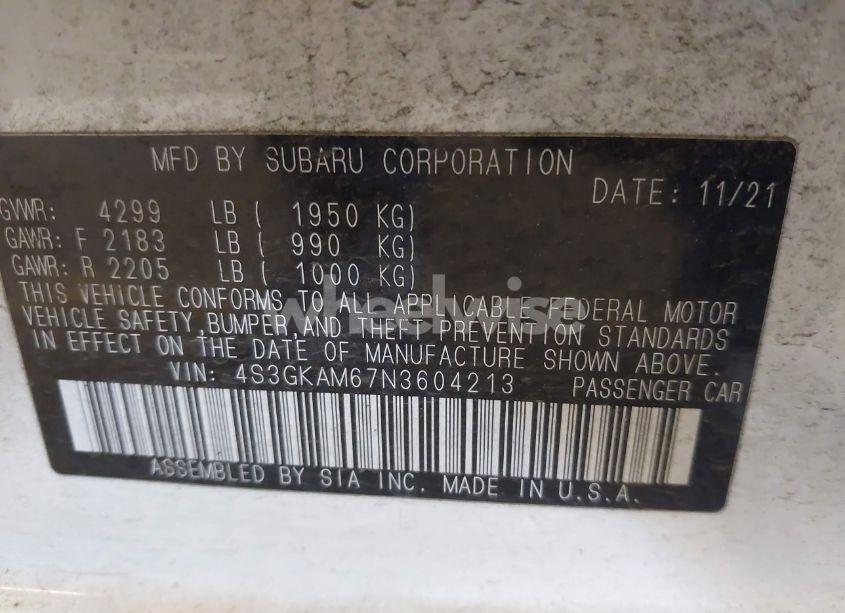 MFD BY SUBARU CORPORATION
DATE: 11/21
GVWR: 4299 LB ( 1950 KG)
GAWR: F 2183 LB ( 990 KG)
GAWR: R 2205 LB ( 1000 KG)
THIS VEHICLE CONFORMS TO ALL APPLICABLE FEDERAL MOTOR
VEHICLE SAFETY, BUMPER, AND THEFT PREVENTION STANDARDS
IN EFFECT ON THE DATE OF MANUFACTURE SHOWN ABOVE.
VIN: 4S3GKAM67N3604213 PASSENGER CAR
ASSEMBLED BY SIA INC. MADE IN U.S.A.
wheelwise